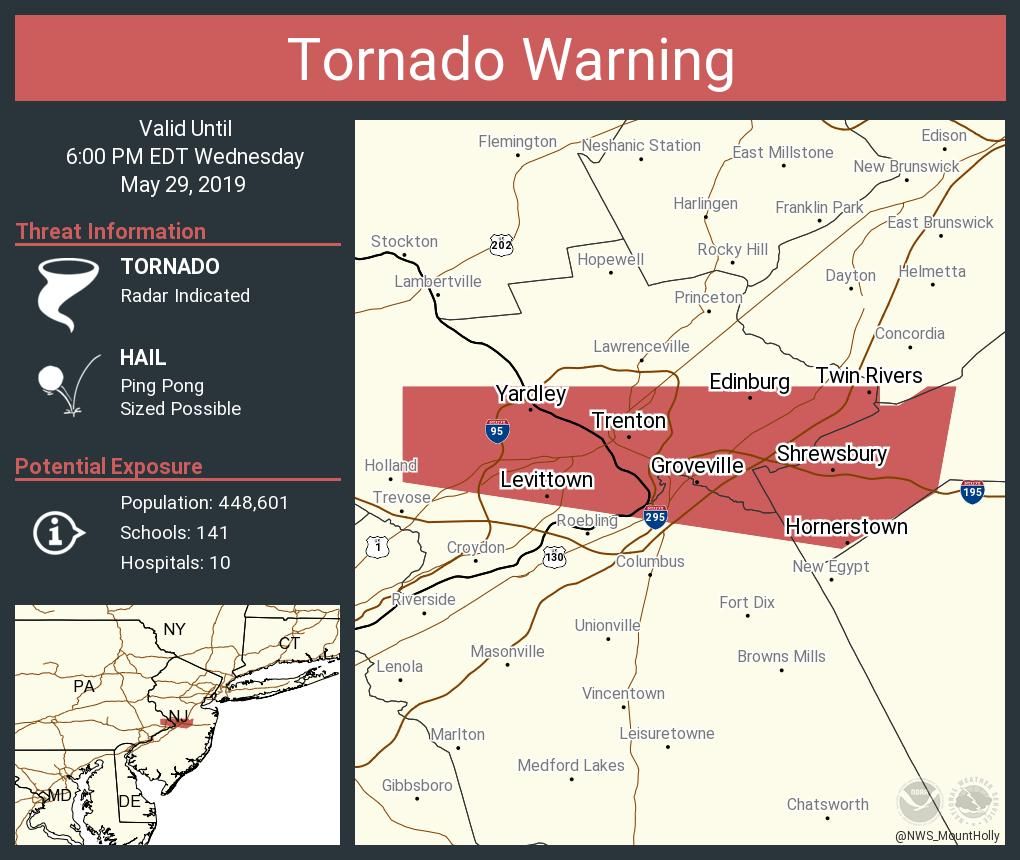 Tornado Warning
Valid Until
6:00 PM EDT Wednesday
May 29, 2019
Threat Information
TORNADO
Radar Indicated
HAIL
Ping Pong
Sized Possible
Potential Exposure
Population: 448,601
Schools: 141
Hospitals: 10
NY
CT
PA
NJ
MD
DE
Edison
Flemington
Neshanic Station
East Millstone
New Brunswick
Harlingen
Franklin Park
East Brunswick
Stockton
202
Rocky Hill
Hopewell
Dayton
Helmetta
Lambertville
Princeton
Concordia
Lawrenceville
Twin Rivers
Edinburg
Yardley
Trenton
95
Shrewsbury
Holland
Groveville
Levittown
195
Trevose
295
Roebling
Hornerstown
1
Croydon
130
Columbus
New Egypt
Riverside
Fort Dix
Unionville
Masonville
Browns Mills
Lenola
Vincentown
Marlton
Leisuretowne
Medford Lakes
Gibbsboro
Chatsworth
NOAA
NATIONAL WEATHER SERVICE
@NWS_MountHolly